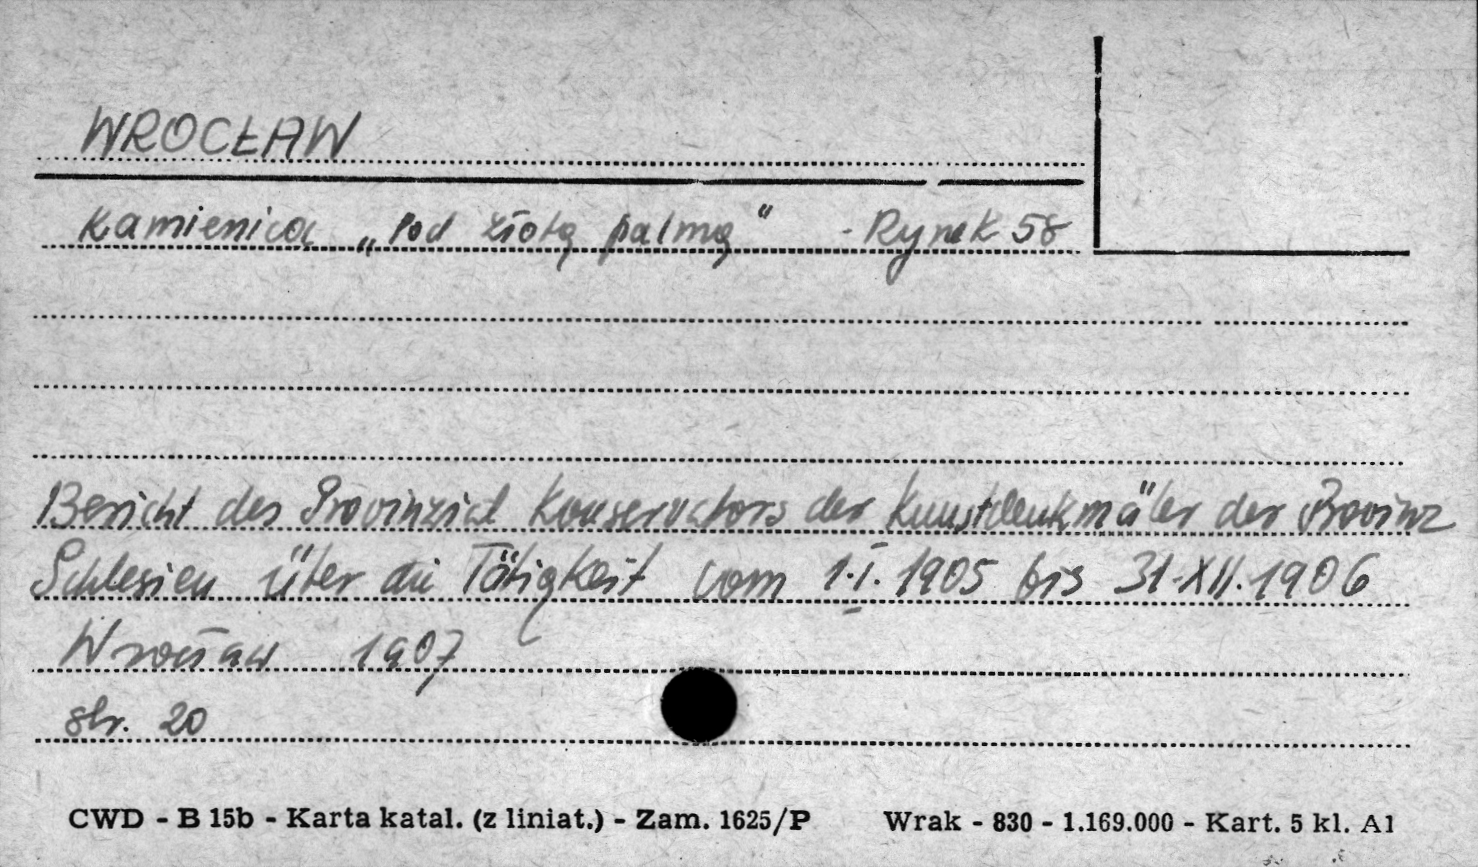 WROCŁAW
Kamienica „Pod złotą palmą" - Rynek 58
Bericht des Provinzial Konservators der Kunstdenkmäler der Provinz
Schlesien über die Tätigkeit vom 1.I.1905 bis 31.XII.1906
Wrocław 1907
str. 20
CWD - B 15b - Karta katal. (z liniat.) - Zam. 1625/P Wrak - 830 - 1.169.000 - Kart. 5 kl. A1